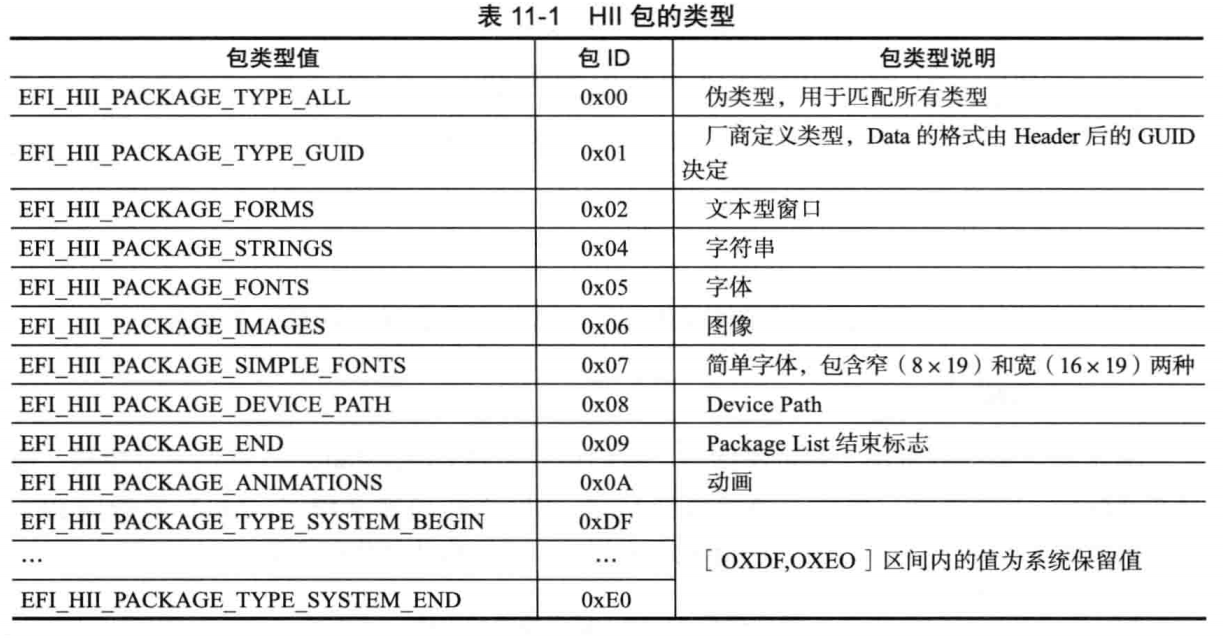 表 11-1 HII 包的类型
包类型值 包 ID 包类型说明
EFI_HII_PACKAGE_TYPE_ALL 0x00 伪类型，用于匹配所有类型
EFI_HII_PACKAGE_TYPE_GUID 0x01 厂商定义类型，Data 的格式由 Header 后的 GUID
决定
EFI_HII_PACKAGE_FORMS 0x02 文本型窗口
EFI_HII_PACKAGE_STRINGS 0x04 字符串
EFI_HII_PACKAGE_FONTS 0x05 字体
EFI_HII_PACKAGE_IMAGES 0x06 图像
EFI_HII_PACKAGE_SIMPLE_FONTS 0x07 简单字体，包含窄（8×19）和宽（16×19）两种
EFI_HII_PACKAGE_DEVICE_PATH 0x08 Device Path
EFI_HII_PACKAGE_END 0x09 Package List 结束标志
EFI_HII_PACKAGE_ANIMATIONS 0x0A 动画
EFI_HII_PACKAGE_TYPE_SYSTEM_BEGIN 0xDF
… … ［OXDF,OXEO］区间内的值为系统保留值
EFI_HII_PACKAGE_TYPE_SYSTEM_END 0xE0